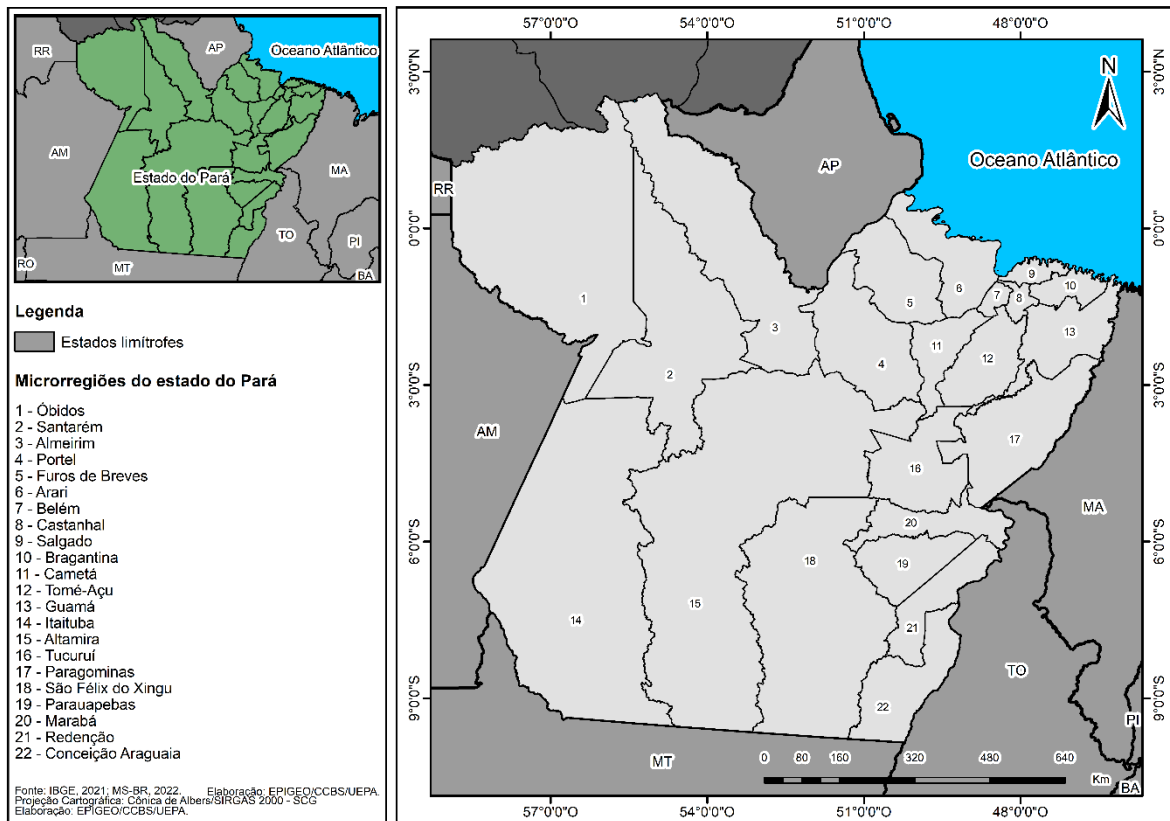 RR
AP
Oceano Atlântico
AM
MA
Estado do Pará
TO
PI
RO
MT
BA
Legenda
Estados limítrofes
Microrregiões do estado do Pará
1 - Óbidos
2 - Santarém
3 - Almeirim
4 - Portel
5 - Furos de Breves
6 - Arari
7 - Belém
8 - Castanhal
9 - Salgado
10 - Bragantina
11 - Cametá
12 - Tomé-Açu
13 - Guamá
14 - Itaituba
15 - Altamira
16 - Tucuruí
17 - Paragominas
18 - São Félix do Xingu
19 - Parauapebas
20 - Marabá
21 - Redenção
22 - Conceição Araguaia
Fonte: IBGE, 2021; MS-BR, 2022. Elaboração: EPIGEO/CCBS/UEPA.
Projeção Cartográfica: Cônica de Albers/SIRGAS 2000 - SCG
Elaboração: EPIGEO/CCBS/UEPA.
57°0'0"O 54°0'0"O 51°0'0"O 48°0'0"O
3°0'0"N 3°0'0"N
N
Oceano Atlântico
AP
RR
0°0'0" 0°0'0"
9
10
6
7
8
5
1
3
13
11
12
4
2
3°0'0"S 3°0'0"S
AM
17
16
MA
20
6°0'0"S 6°0'0"S
18
19
15
14
21
TO
9°0'0"S 9°0'0"S
22
PI
MT
0 80 160 320 480 640
Km
BA
57°0'0"O 54°0'0"O 51°0'0"O 48°0'0"O